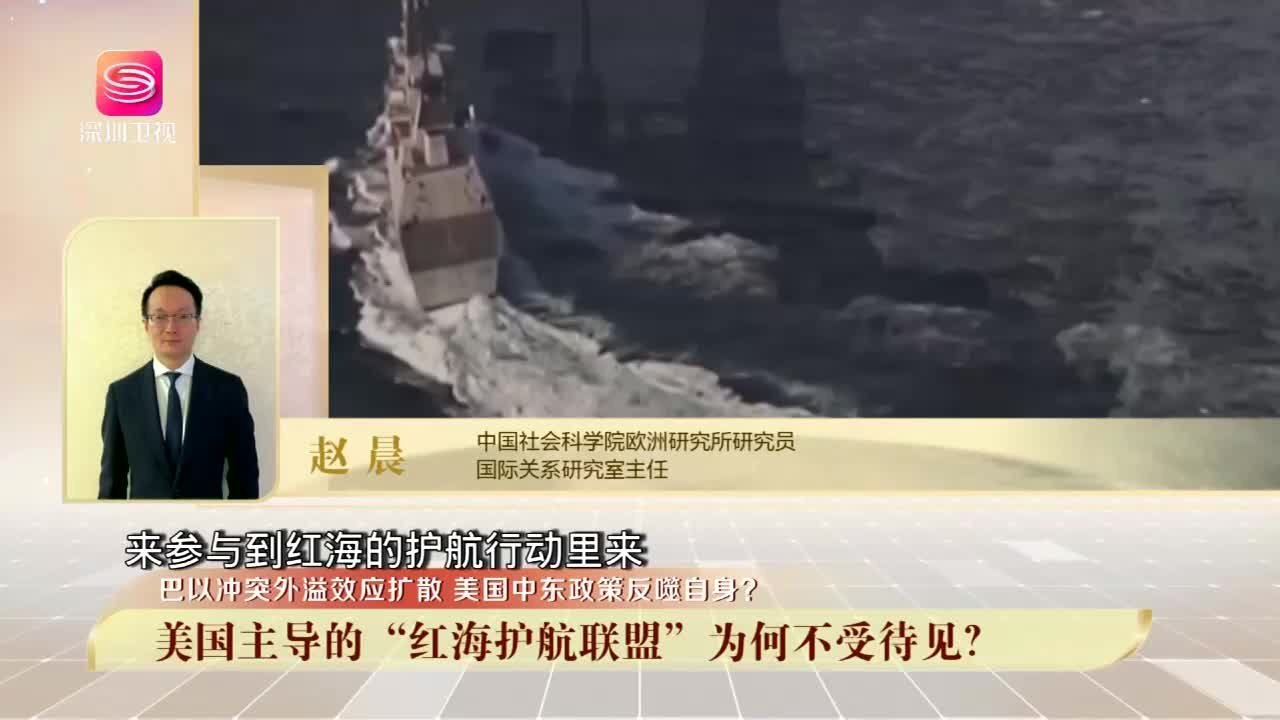 深圳卫视
赵晨
中国社会科学院欧洲研究所研究员
国际关系研究室主任
来参与到红海的护航行动里来
巴以冲突外溢效应扩散 美国中东政策反噬自身？
美国主导的“红海护航联盟”为何不受待见？